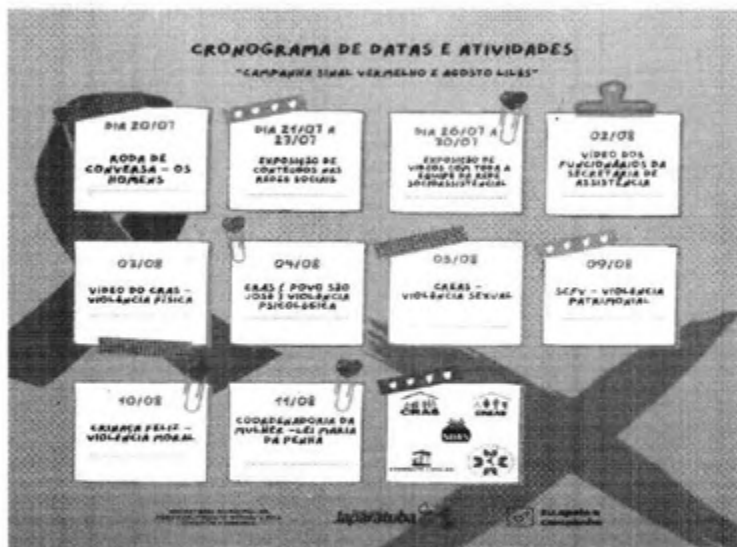 CRONOGRAMA DE DATAS E ATIVIDADES
"CAMPANHA SINAL VERMELHO E AGOSTO LILÁS"
DIA 20/07
RODA DE
CONVERSA - OS
HOMENS
DIA 21/07 A
23/07
EXPOSIÇÃO DE
CONTEÚDOS NAS
REDES SOCIAIS
DIA 26/07 A
30/07
EXPOSIÇÃO DE
VÍDEOS COM TODA A
EQUIPE DA REDE
SOCIOASSISTENCIAL
02/08
VÍDEO DOS
FUNCIONÁRIOS DA
SECRETARIA DE
ASSISTÊNCIA
03/08
VÍDEO DO CRAS -
VIOLÊNCIA FÍSICA
04/08
CRAS ( POVO SÃO
JOSÉ ) VIOLÊNCIA
PSICOLÓGICA
05/08
CREAS -
VIOLÊNCIA SEXUAL
09/08
SCFV - VIOLÊNCIA
PATRIMONIAL
10/08
CRIANÇA FELIZ -
VIOLÊNCIA MORAL
11/08
COORDENADORIA DA
MULHER - LEI MARIA
DA PENHA
CRAS
CREAS
Japaratuba